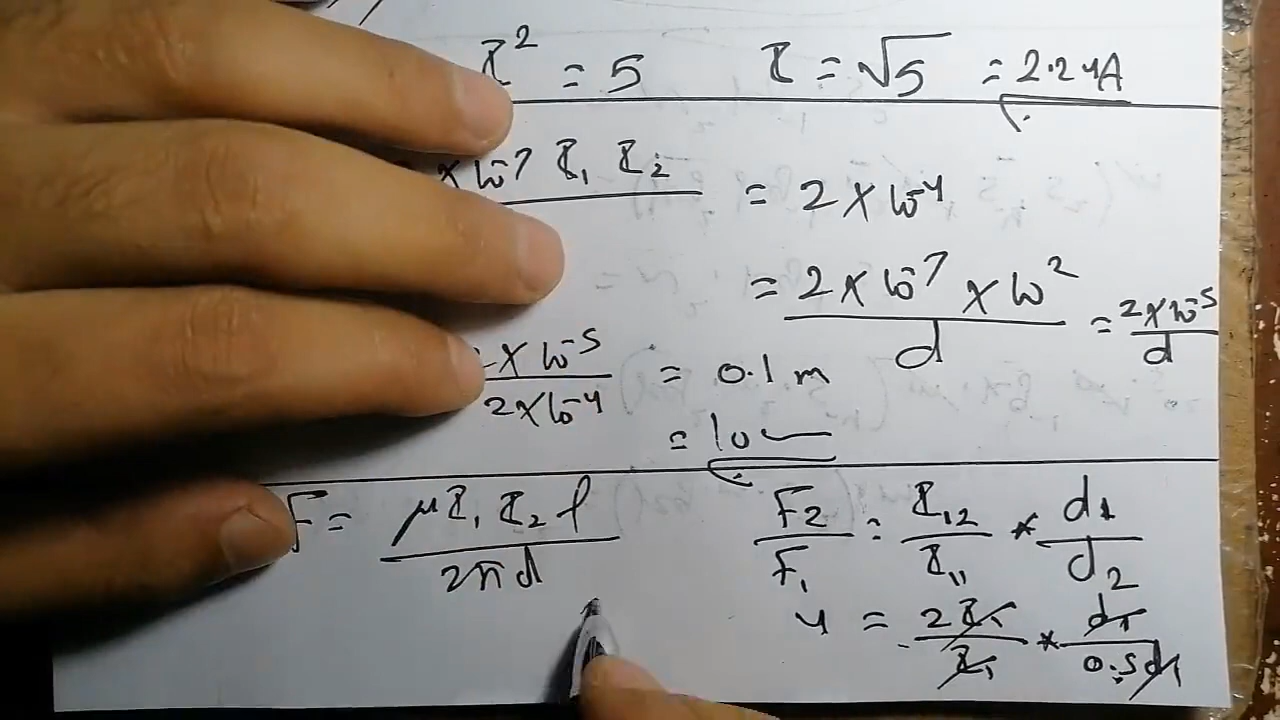 I² = 5 I = √5 = 2.24A
× 10⁻⁷ I₁ I₂ = 2 × 10⁻⁴
= 2 × 10⁻⁷ × 10² / d = 2 × 10⁻⁵ / d
× 10⁻⁵ / 2 × 10⁻⁴ = 0.1 m
= 10
F = μ I₁ I₂ l / 2π d F2 / F₁ = I₁₂ / I₁₁ * d1 / d₂
4 = 2 I₁ / I₁ * d₁ / 0.5d₁